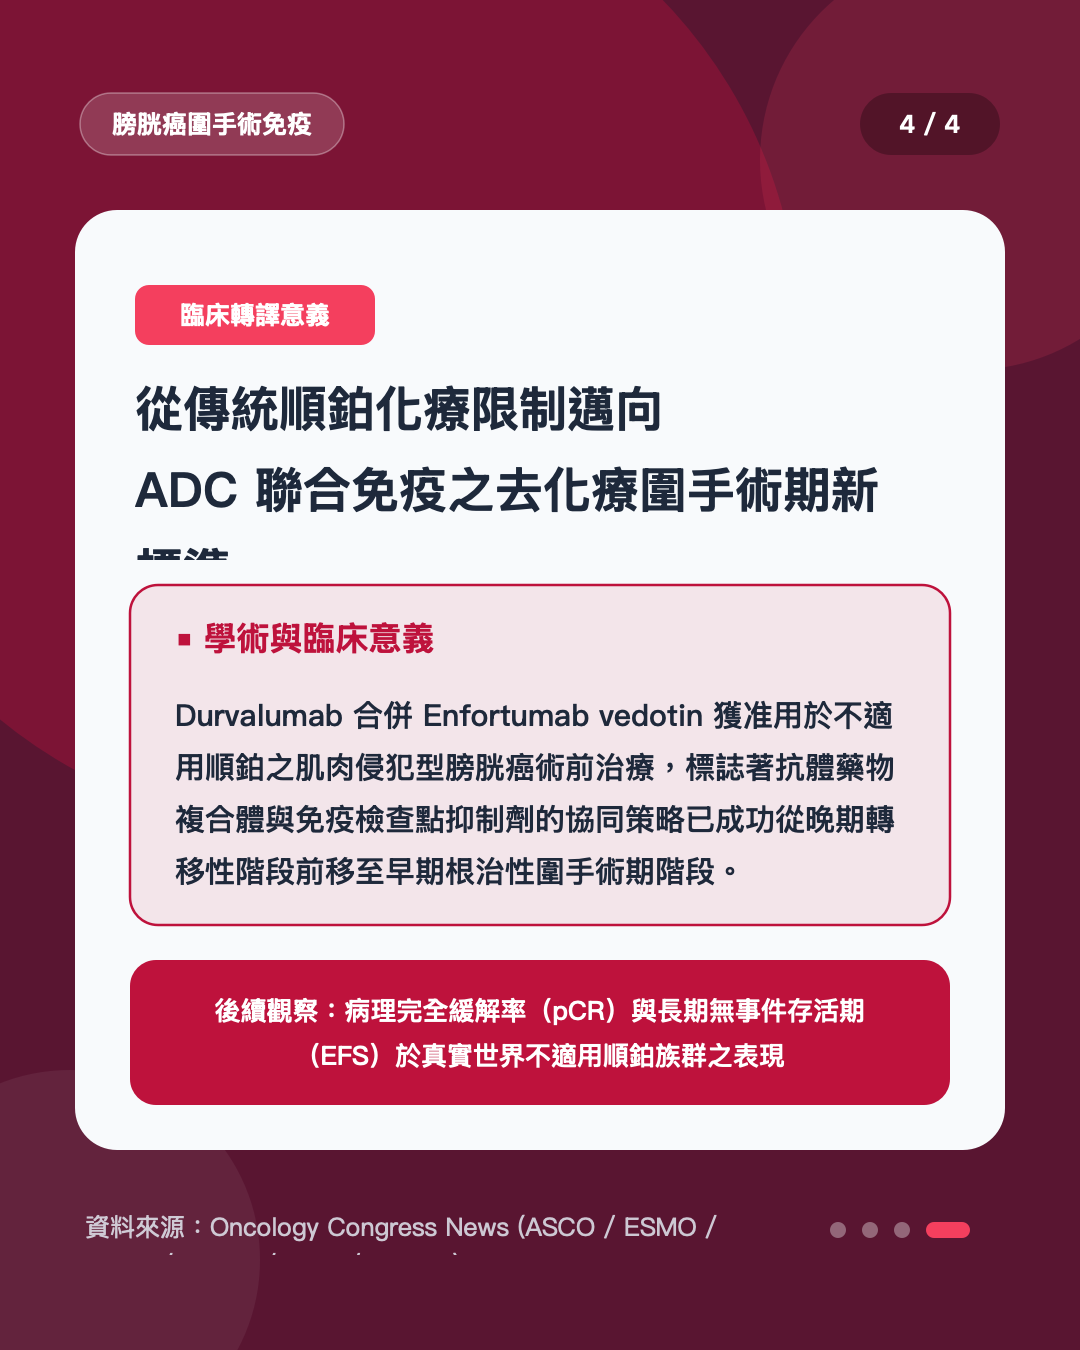 膀胱癌圍手術免疫
4 / 4
臨床轉譯意義
從傳統順鉑化療限制邁向
ADC 聯合免疫之去化療圍手術期新
▪ 學術與臨床意義
Durvalumab 合併 Enfortumab vedotin 獲准用於不適
用順鉑之肌肉侵犯型膀胱癌術前治療，標誌著抗體藥物
複合體與免疫檢查點抑制劑的協同策略已成功從晚期轉
移性階段前移至早期根治性圍手術期階段。
後續觀察：病理完全緩解率（pCR）與長期無事件存活期
（EFS）於真實世界不適用順鉑族群之表現
資料來源：Oncology Congress News (ASCO / ESMO /